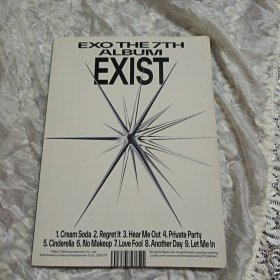 EXO THE 7TH
ALBUM
EXIST
1. Cream Soda 2. Regret It 3. Hear Me Out 4. Private Party
5. Cinderella 6. No Makeup 7. Love Fool 8. Another Day 9. Let Me In